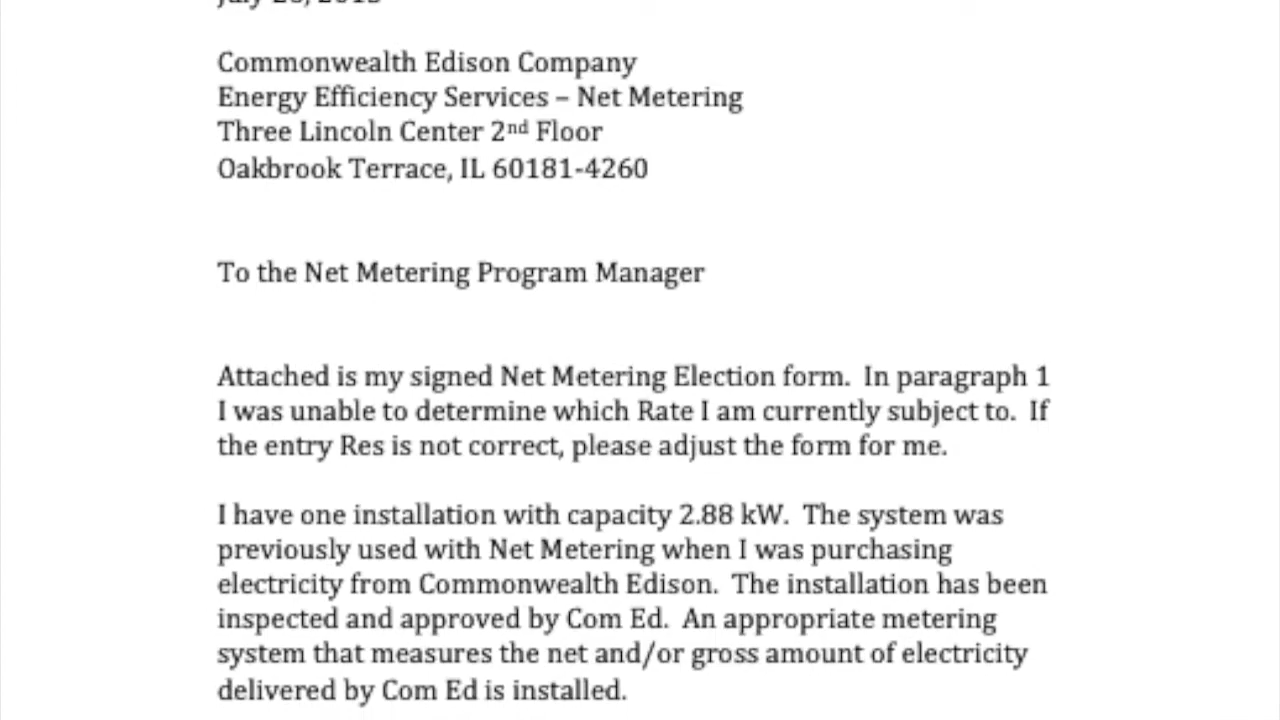 Commonwealth Edison Company
Energy Efficiency Services – Net Metering
Three Lincoln Center 2nd Floor
Oakbrook Terrace, IL 60181-4260
To the Net Metering Program Manager
Attached is my signed Net Metering Election form.  In paragraph 1
I was unable to determine which Rate I am currently subject to.  If
the entry Res is not correct, please adjust the form for me.
I have one installation with capacity 2.88 kW.  The system was
previously used with Net Metering when I was purchasing
electricity from Commonwealth Edison.  The installation has been
inspected and approved by Com Ed.  An appropriate metering
system that measures the net and/or gross amount of electricity
delivered by Com Ed is installed.